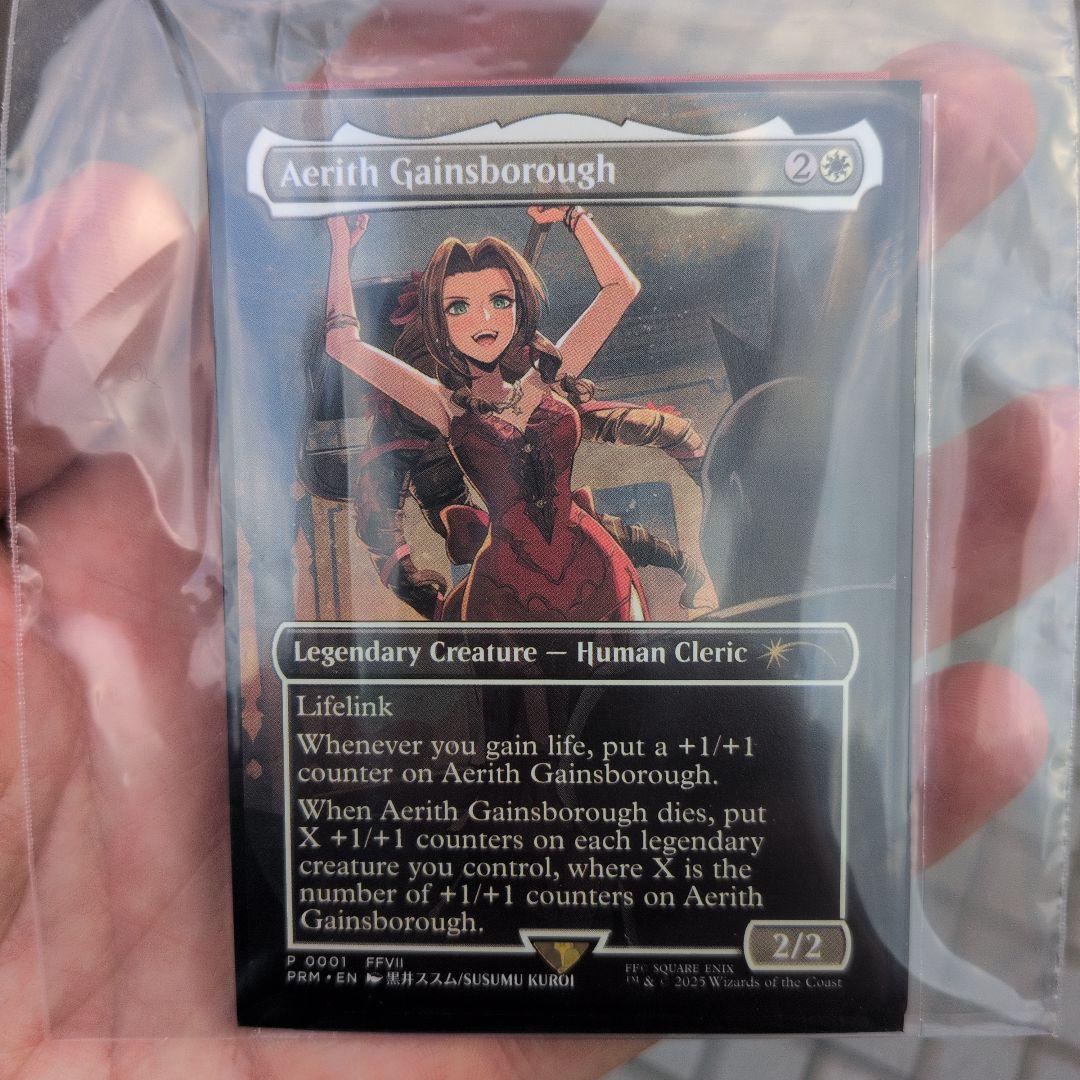 Aerith Gainsborough 2
Legendary Creature — Human Cleric
Lifelink
Whenever you gain life, put a +1/+1
counter on Aerith Gainsborough.
When Aerith Gainsborough dies, put
X +1/+1 counters on each legendary
creature you control, where X is the
number of +1/+1 counters on Aerith
Gainsborough.
2/2
P 0001 FFVII
PRM • EN 黒井ススム/SUSUMU KUROI
FF© SQUARE ENIX
™ & © 2025 Wizards of the Coast